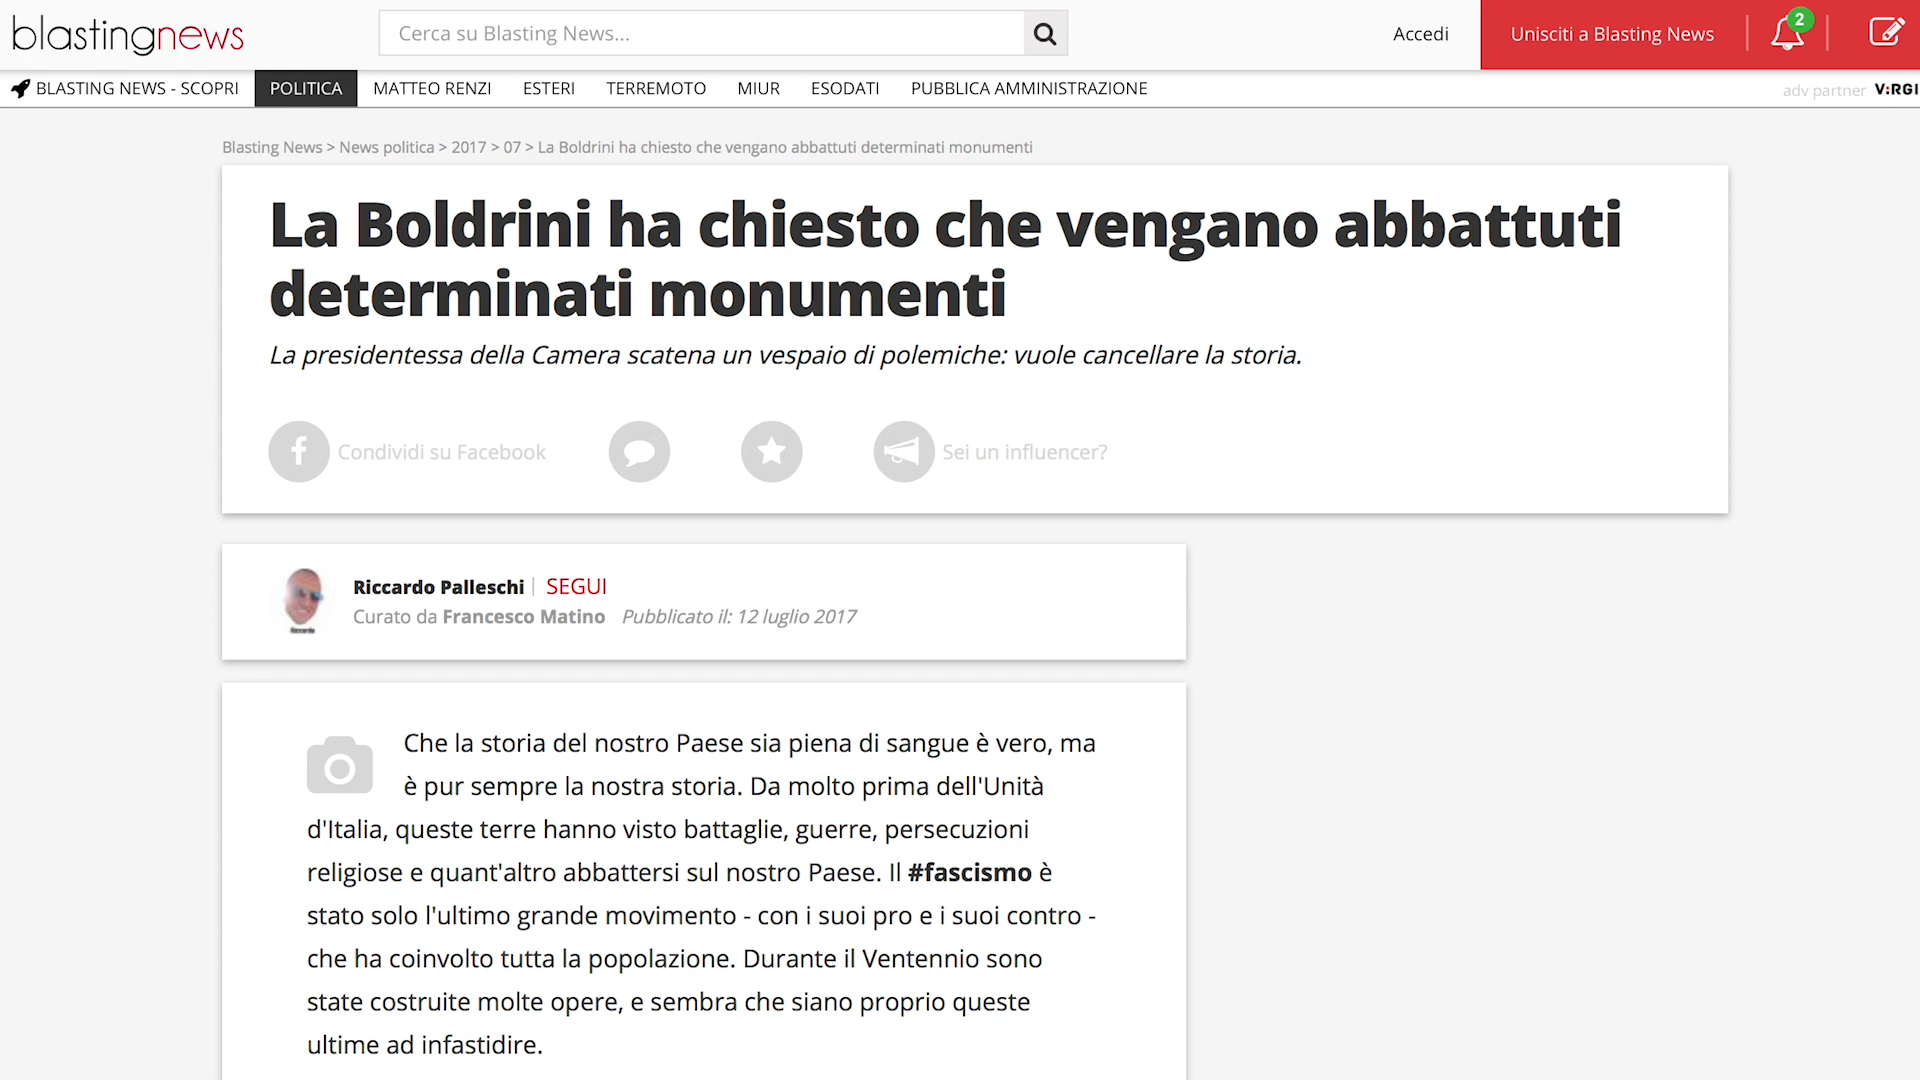 blastingnews
Cerca su Blasting News...
Accedi
Unisciti a Blasting News
2
BLASTING NEWS - SCOPRI POLITICA MATTEO RENZI ESTERI TERREMOTO MIUR ESODATI PUBBLICA AMMINISTRAZIONE
adv partner V:RGI
Blasting News > News politica > 2017 > 07 > La Boldrini ha chiesto che vengano abbattuti determinati monumenti
La Boldrini ha chiesto che vengano abbattuti
determinati monumenti
La presidentessa della Camera scatena un vespaio di polemiche: vuole cancellare la storia.
Condividi su Facebook
Sei un influencer?
Riccardo Palleschi | SEGUI
Curato da Francesco Matino Pubblicato il: 12 luglio 2017
Che la storia del nostro Paese sia piena di sangue è vero, ma
è pur sempre la nostra storia. Da molto prima dell'Unità
d'Italia, queste terre hanno visto battaglie, guerre, persecuzioni
religiose e quant'altro abbattersi sul nostro Paese. Il #fascismo è
stato solo l'ultimo grande movimento - con i suoi pro e i suoi contro -
che ha coinvolto tutta la popolazione. Durante il Ventennio sono
state costruite molte opere, e sembra che siano proprio queste
ultime ad infastidire.